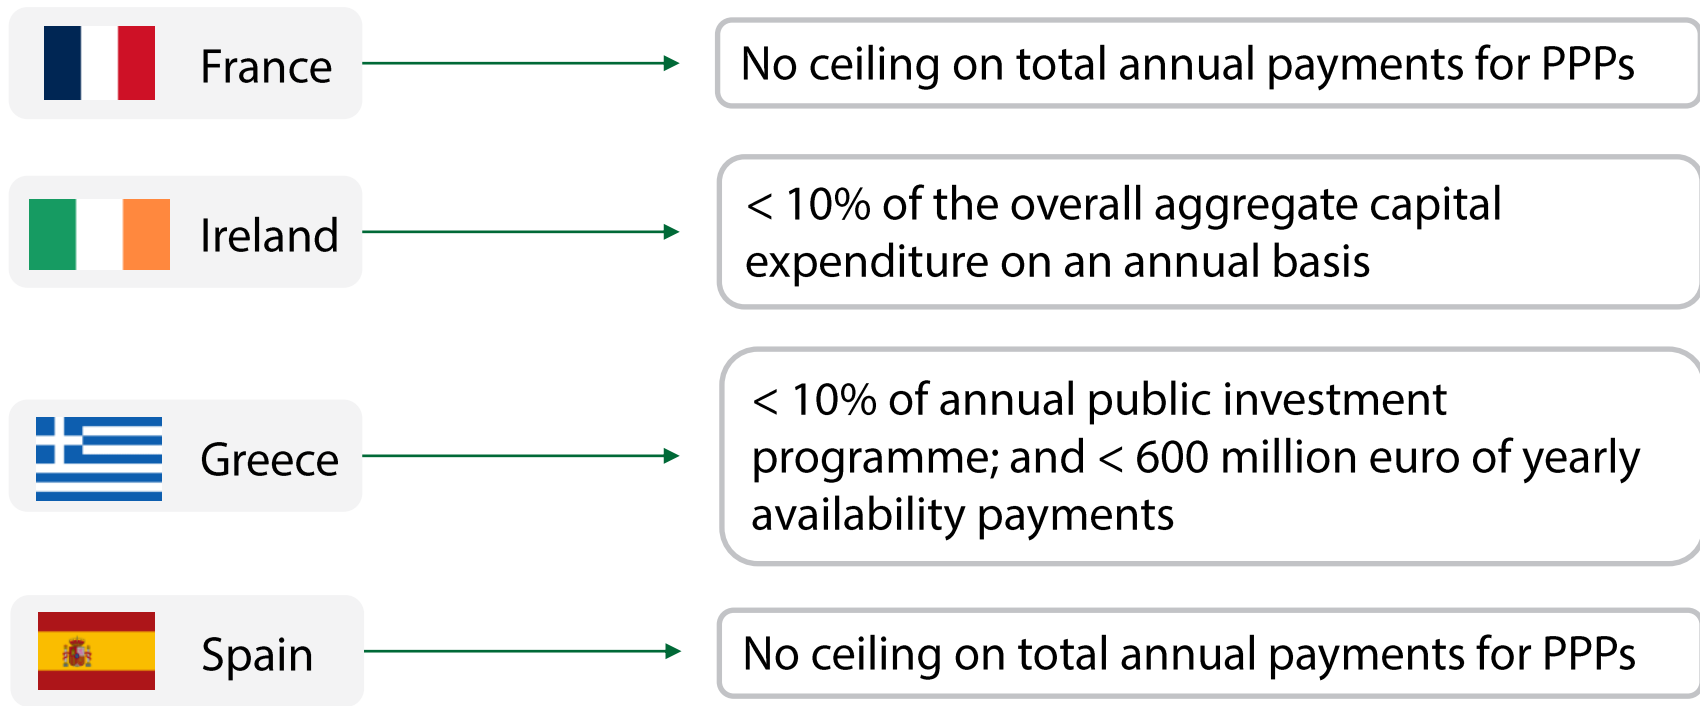 France
No ceiling on total annual payments for PPPs
Ireland
< 10% of the overall aggregate capital
expenditure on an annual basis
Greece
< 10% of annual public investment
programme; and < 600 million euro of yearly
availability payments
Spain
No ceiling on total annual payments for PPPs